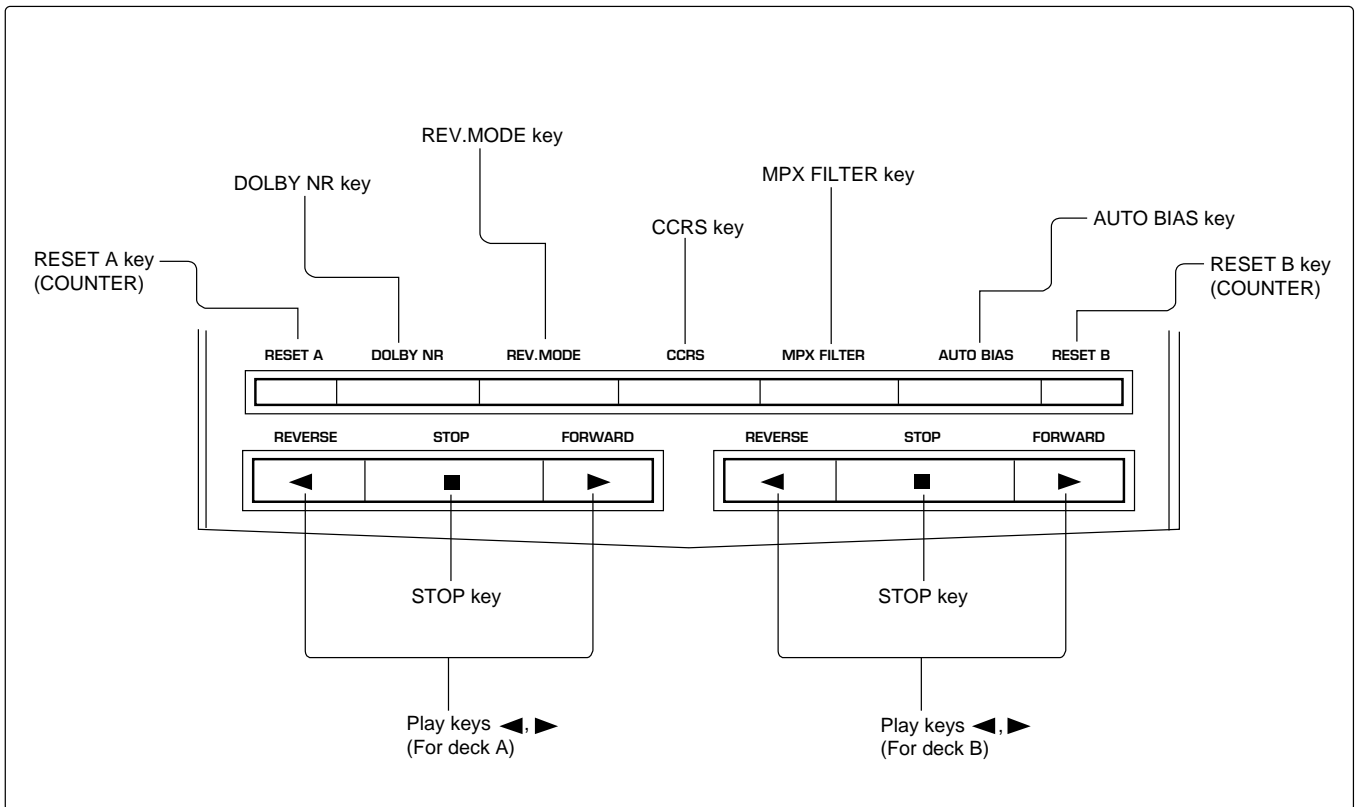 REV.MODE key
MPX FILTER key
DOLBY NR key
AUTO BIAS key
CCRS key
RESET A key
(COUNTER)
RESET B key
(COUNTER)
RESET A DOLBY NR REV.MODE CCRS MPX FILTER AUTO BIAS RESET B
REVERSE STOP FORWARD REVERSE STOP FORWARD
◀ ■ ▶ ◀ ■ ▶
STOP key STOP key
Play keys ◀, ▶
(For deck A)
Play keys ◀, ▶
(For deck B)